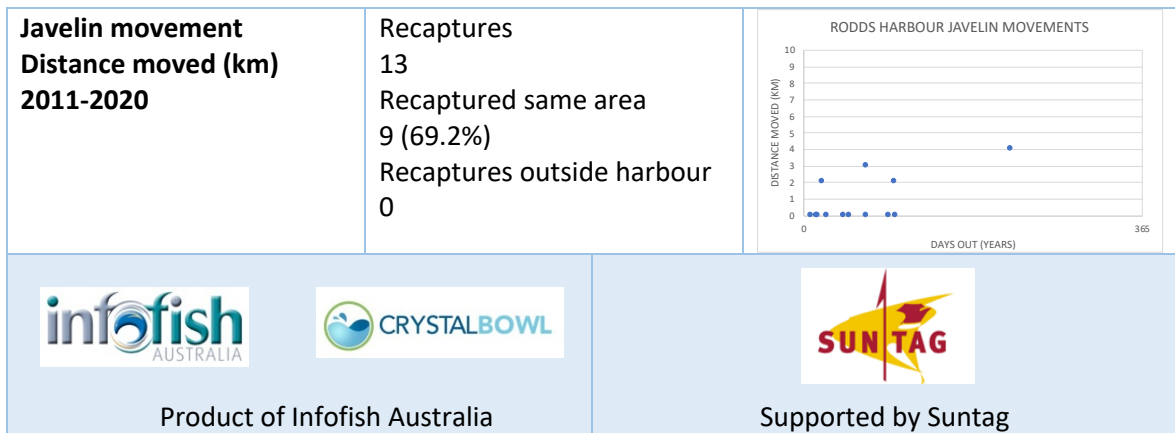 Javelin movement
Distance moved (km)
2011-2020
Recaptures
13
Recaptured same area
9 (69.2%)
Recaptures outside harbour
0
RODDS HARBOUR JAVELIN MOVEMENTS
DISTANCE MOVED (KM)
10
9
8
7
6
5
4
3
2
1
0
0 365
DAYS OUT (YEARS)
infofish
AUSTRALIA
CRYSTALBOWL
SUNTAG
Product of Infofish Australia
Supported by Suntag